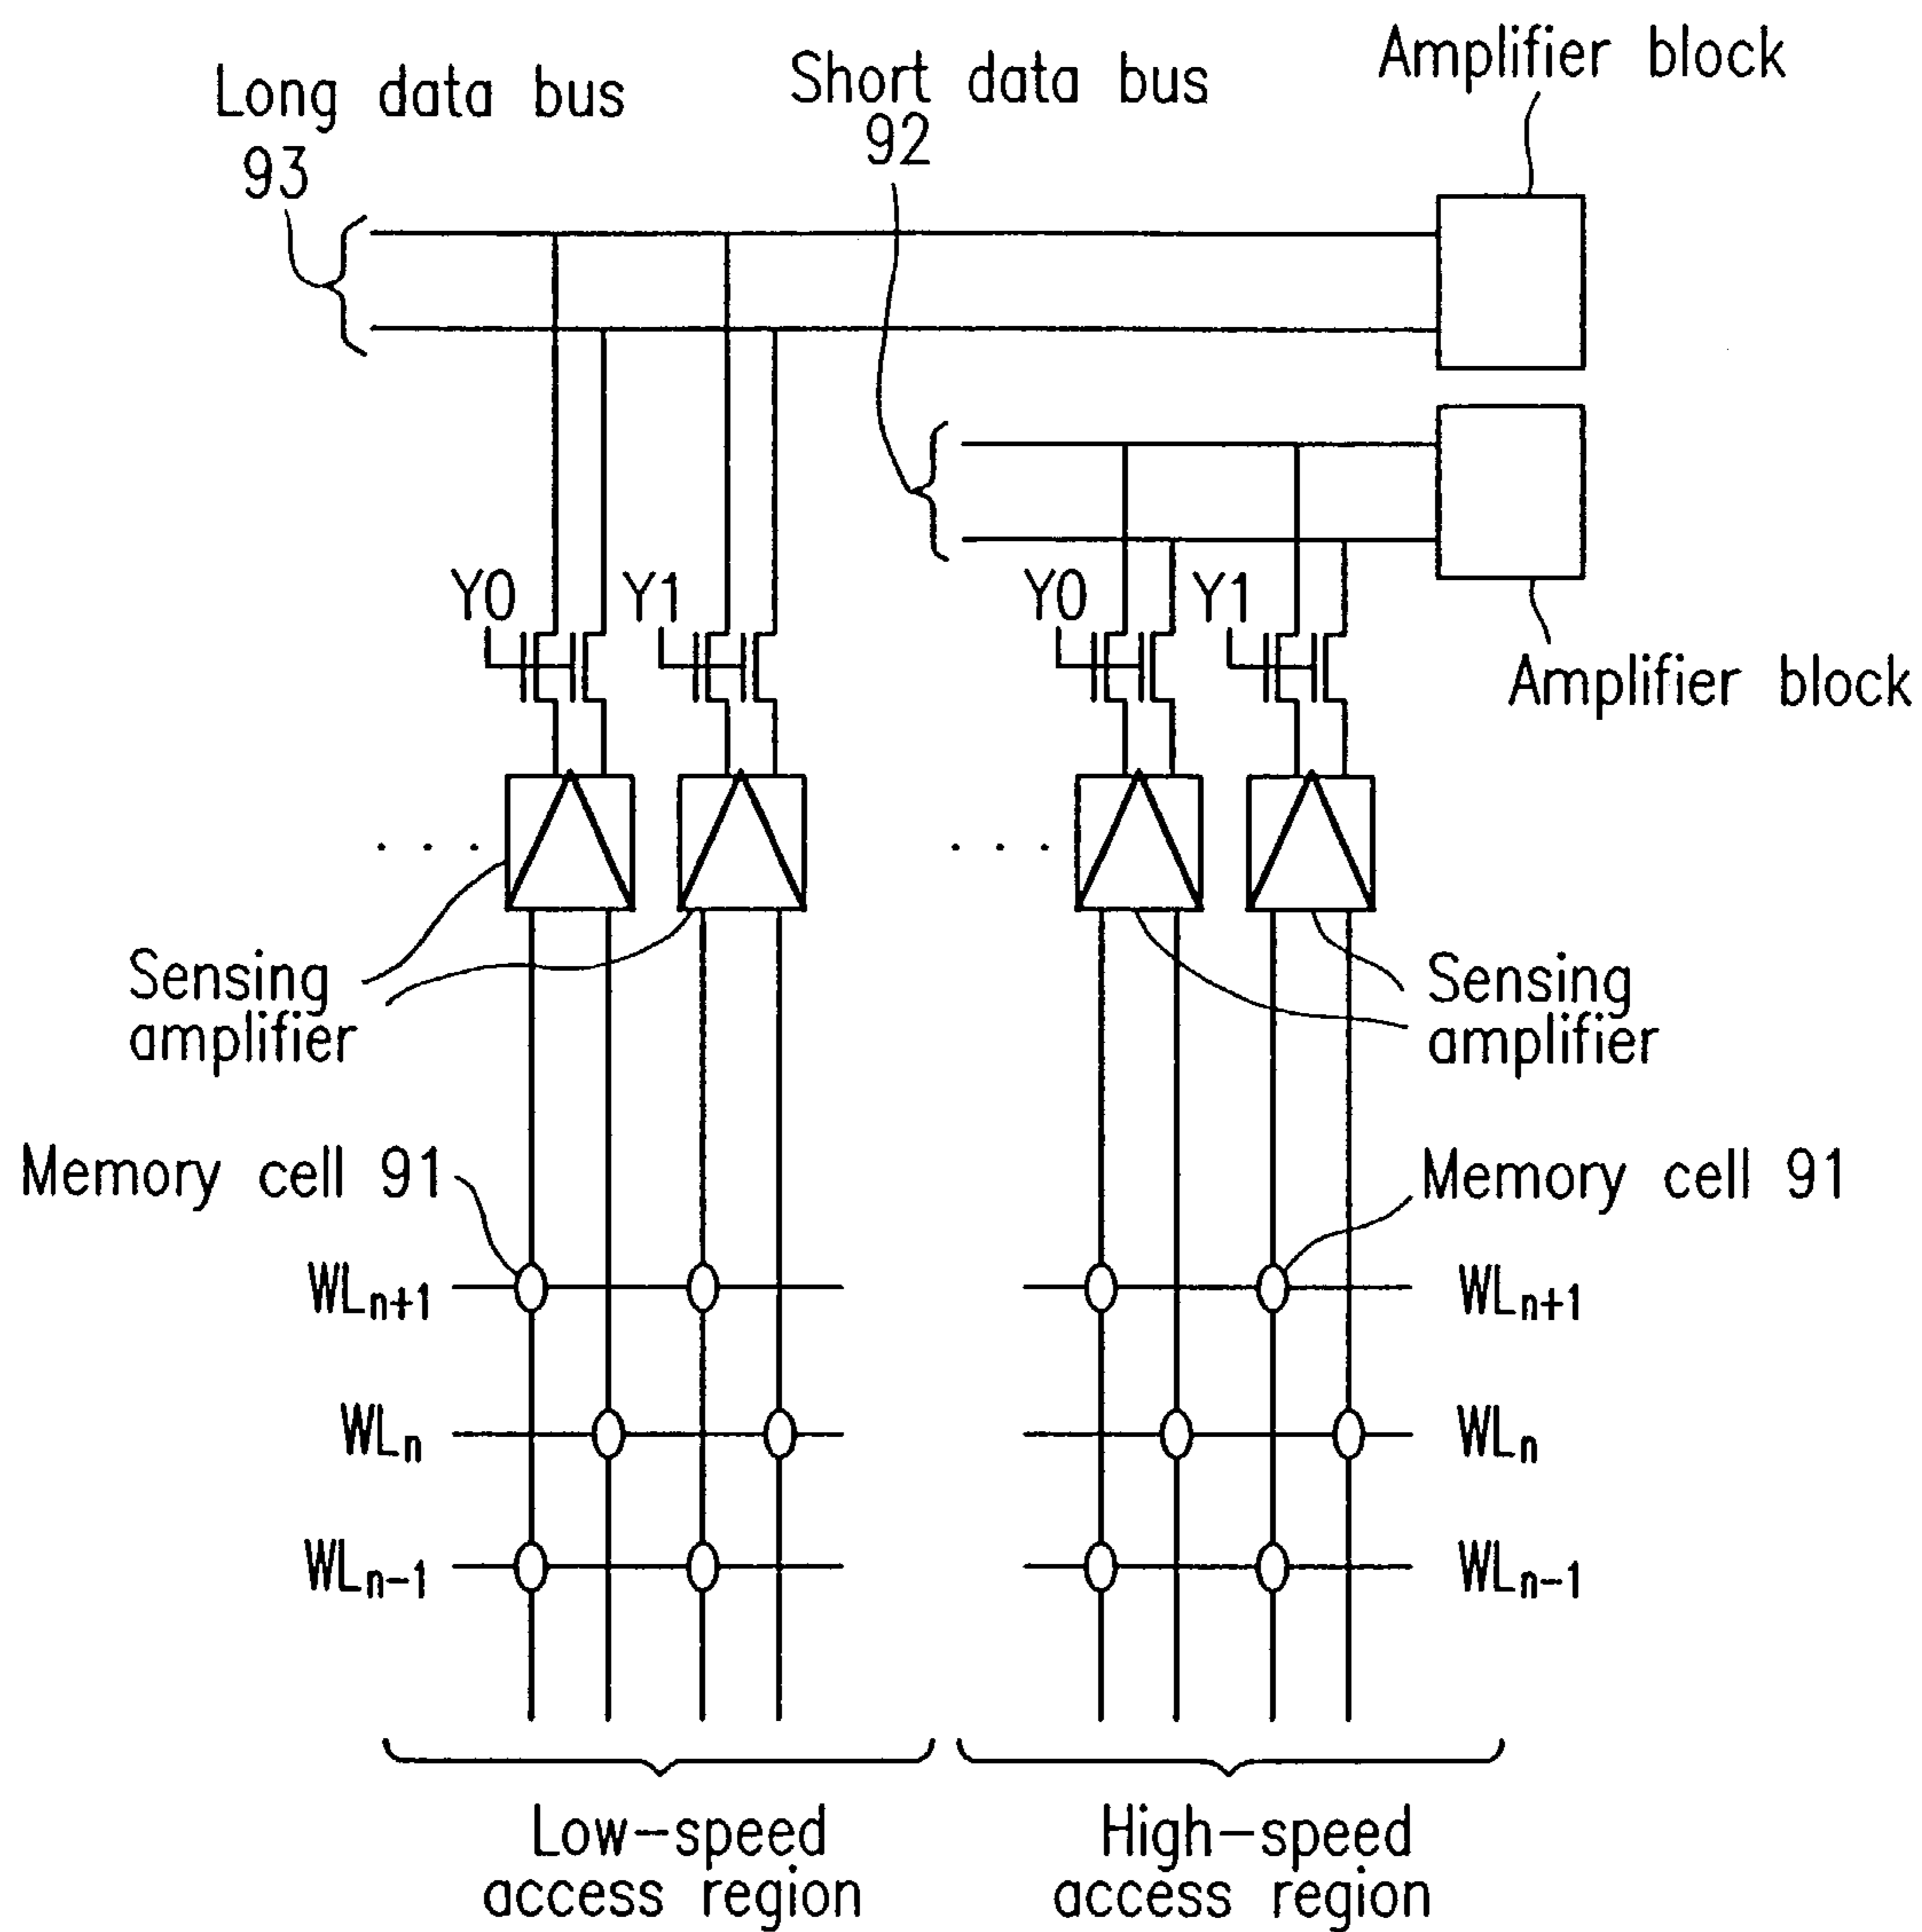 Amplifier block
Long data bus
93
Short data bus
92
Y0
Y1
Y0
Y1
Amplifier block
Sensing
amplifier
Sensing
amplifier
Memory cell 91
Memory cell 91
WLn+1
WLn+1
WLn
WLn
WLn-1
WLn-1
Low-speed
access region
High-speed
access region